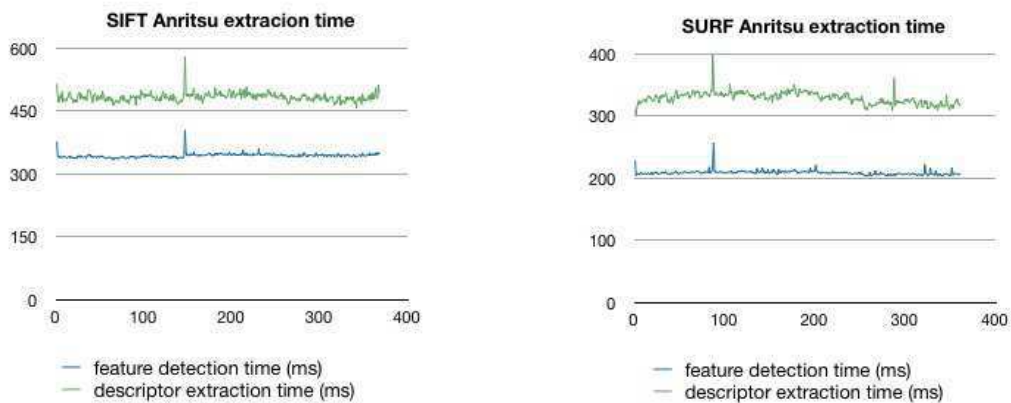 SIFT Anritsu extracion time
600
450
300
150
0
0 100 200 300 400
feature detection time (ms)
descriptor extraction time (ms)
SURF Anritsu extraction time
400
300
200
100
0
0 100 200 300 400
feature detection time (ms)
descriptor extraction time (ms)